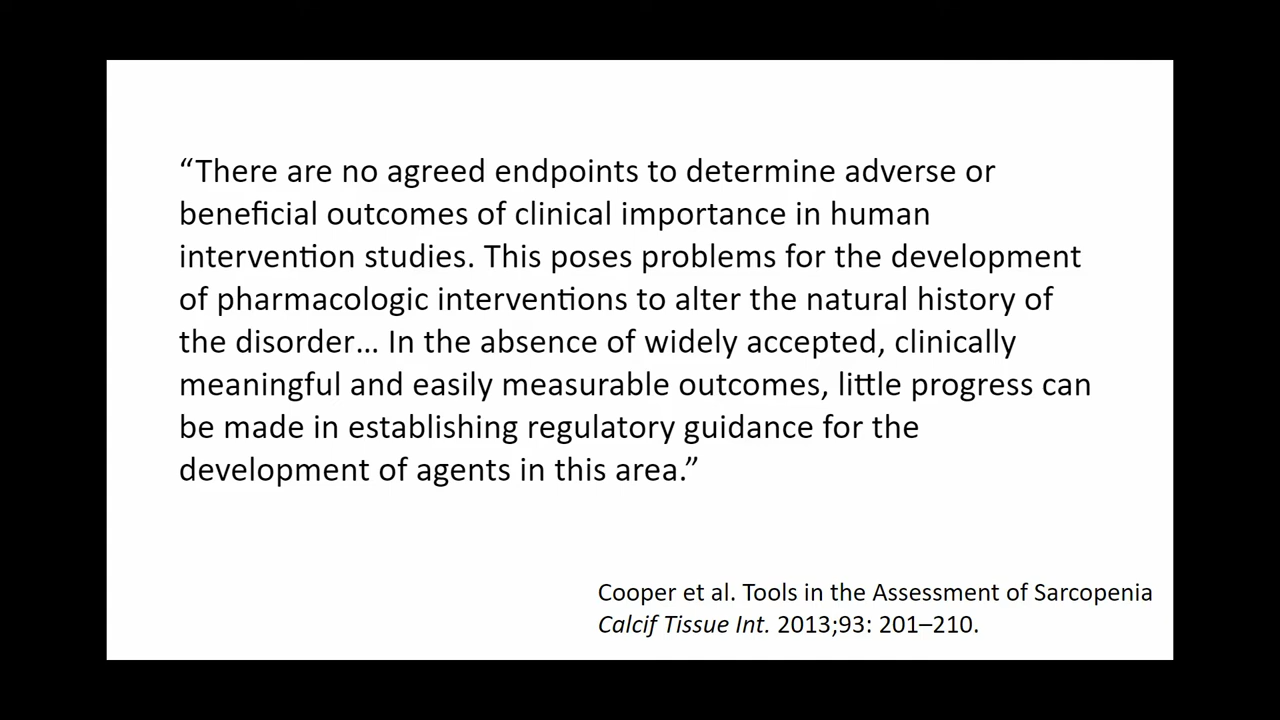 “There are no agreed endpoints to determine adverse or
beneficial outcomes of clinical importance in human
intervention studies. This poses problems for the development
of pharmacologic interventions to alter the natural history of
the disorder… In the absence of widely accepted, clinically
meaningful and easily measurable outcomes, little progress can
be made in establishing regulatory guidance for the
development of agents in this area.”
Cooper et al. Tools in the Assessment of Sarcopenia
Calcif Tissue Int. 2013;93: 201–210.